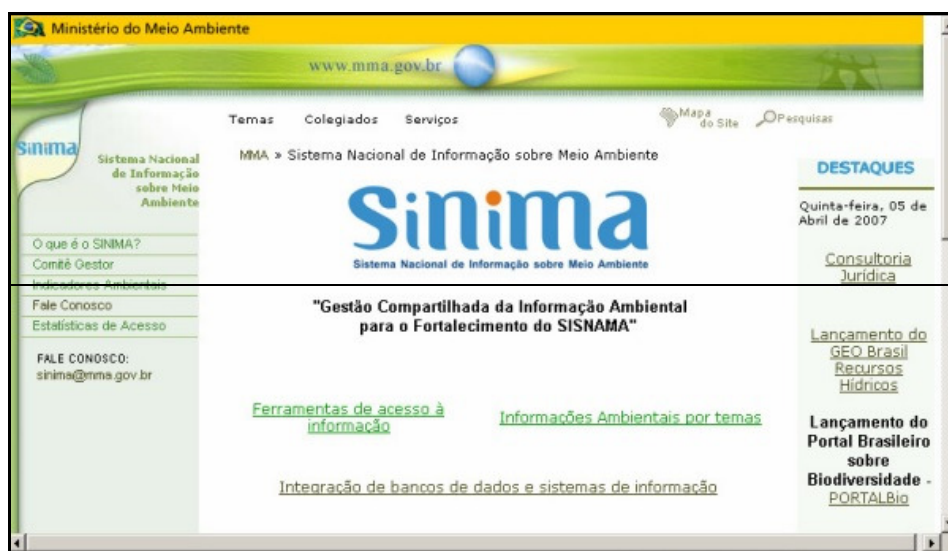 Ministério do Meio Ambiente
www.mma.gov.br
Temas Colegiados Serviços
Mapa do Site
Pesquisas
sinima
Sistema Nacional
de Informação
sobre Meio
Ambiente
O que é o SINIMA?
Comitê Gestor
Indicadores Ambientais
Fale Conosco
Estatísticas de Acesso
FALE CONOSCO:
sinima@mma.gov.br
MMA » Sistema Nacional de Informação sobre Meio Ambiente
Sinima
Sistema Nacional de Informação sobre Meio Ambiente
"Gestão Compartilhada da Informação Ambiental
para o Fortalecimento do SISNAMA"
Ferramentas de acesso à
informação
Informações Ambientais por temas
Integração de bancos de dados e sistemas de informação
DESTAQUES
Quinta-feira, 05 de
Abril de 2007
Consultoria
Jurídica
Lançamento do
GEO Brasil
Recursos
Hídricos
Lançamento do
Portal Brasileiro
sobre
Biodiversidade -
PORTALBio